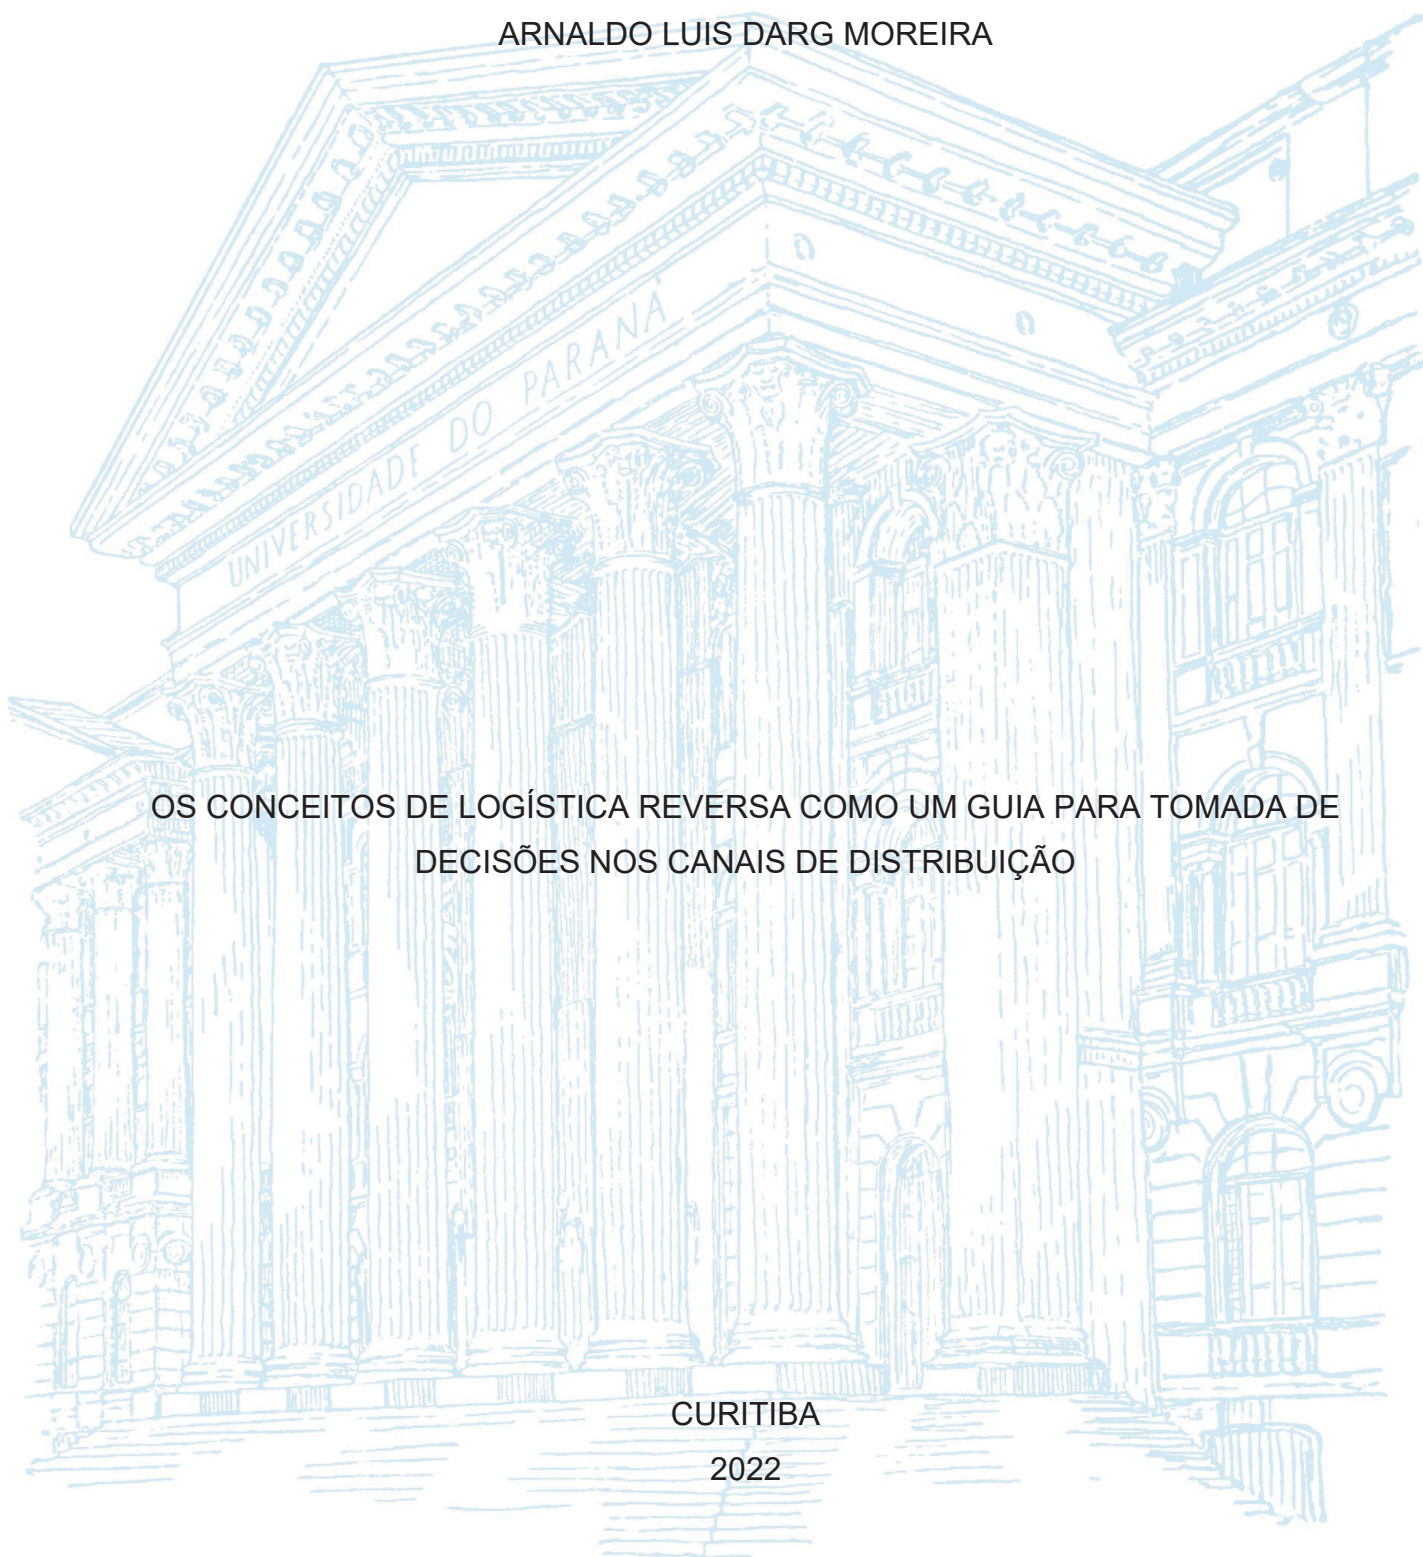 ARNALDO LUIS DARG MOREIRA
UNIVERSIDADE DO PARANÁ
OS CONCEITOS DE LOGÍSTICA REVERSA COMO UM GUIA PARA TOMADA DE
DECISÕES NOS CANAIS DE DISTRIBUIÇÃO
CURITIBA
2022